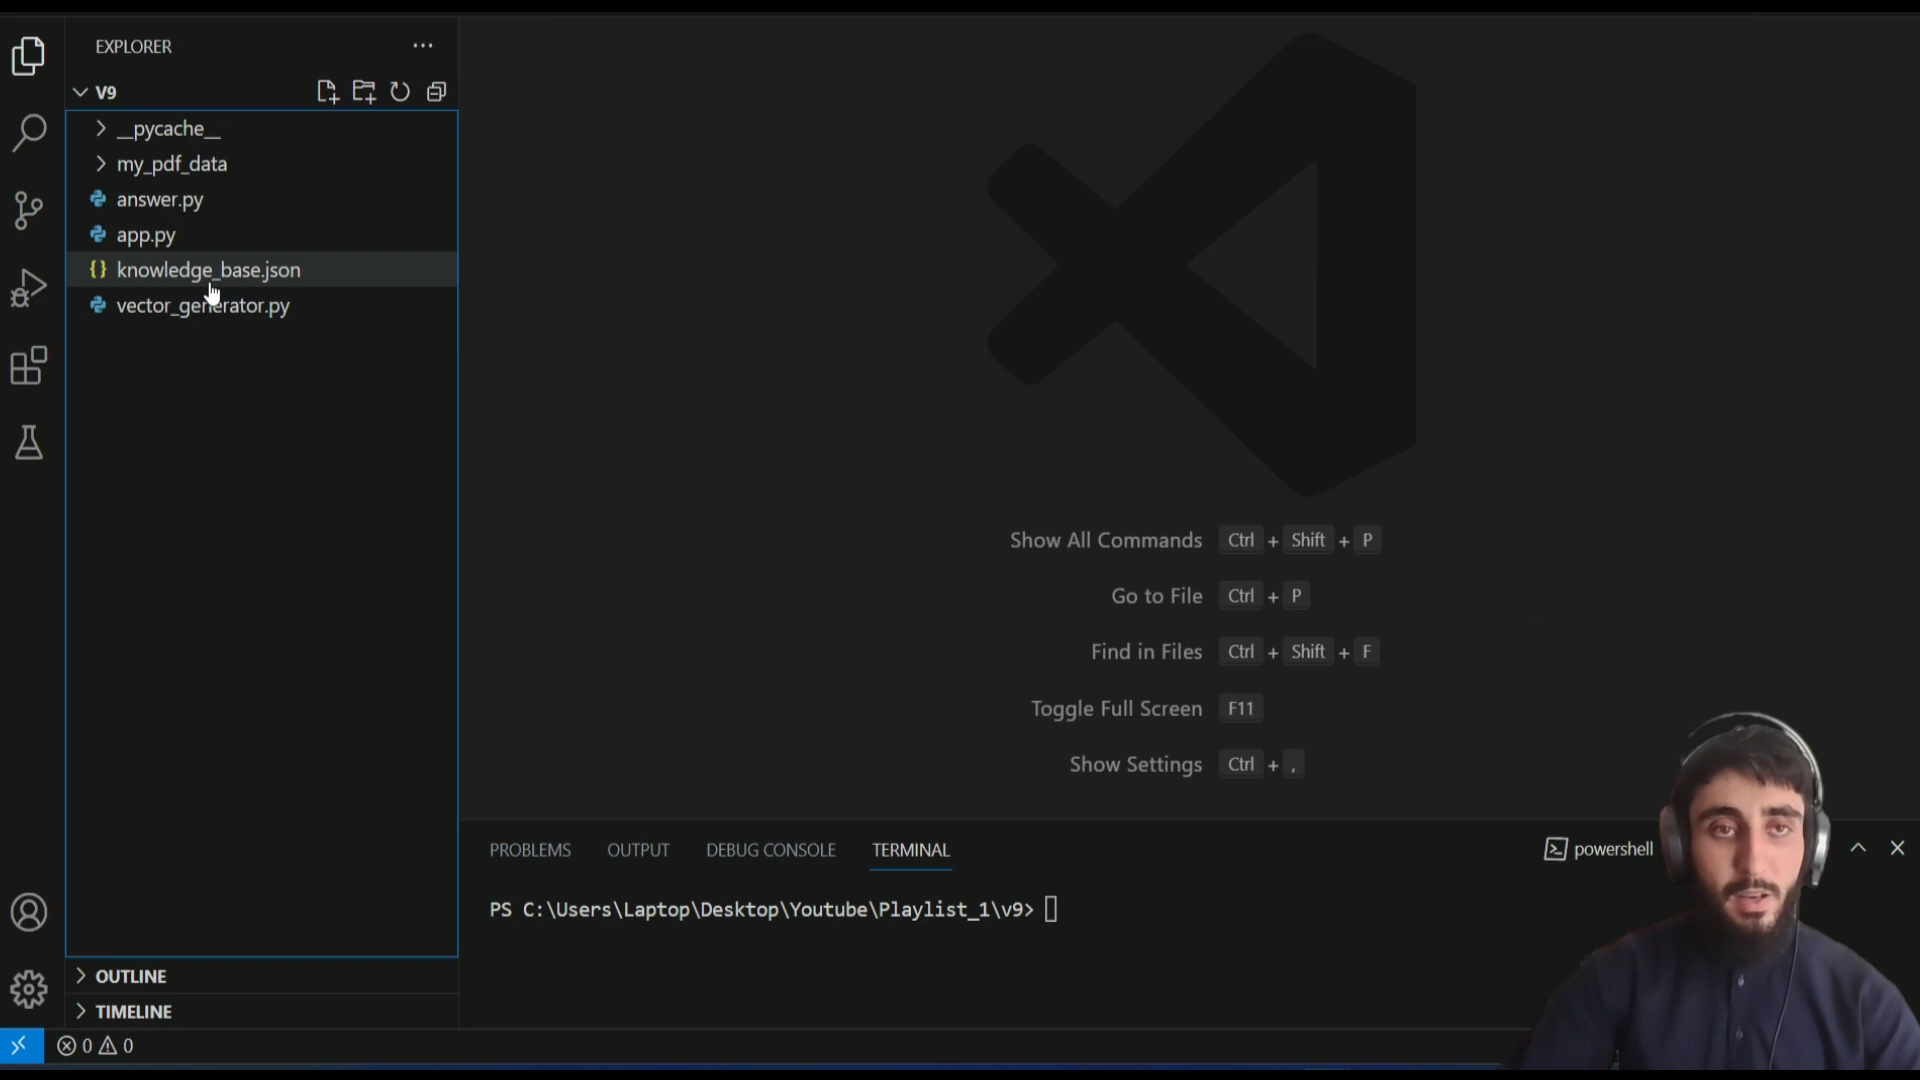 EXPLORER
V9
__pycache__
my_pdf_data
answer.py
app.py
knowledge_base.json
vector_generator.py
OUTLINE
TIMELINE
0 0
Show All Commands Ctrl + Shift + P
Go to File Ctrl + P
Find in Files Ctrl + Shift + F
Toggle Full Screen F11
Show Settings Ctrl + ,
PROBLEMS OUTPUT DEBUG CONSOLE TERMINAL
powershell
PS C:\Users\Laptop\Desktop\Youtube\Playlist_1\v9>